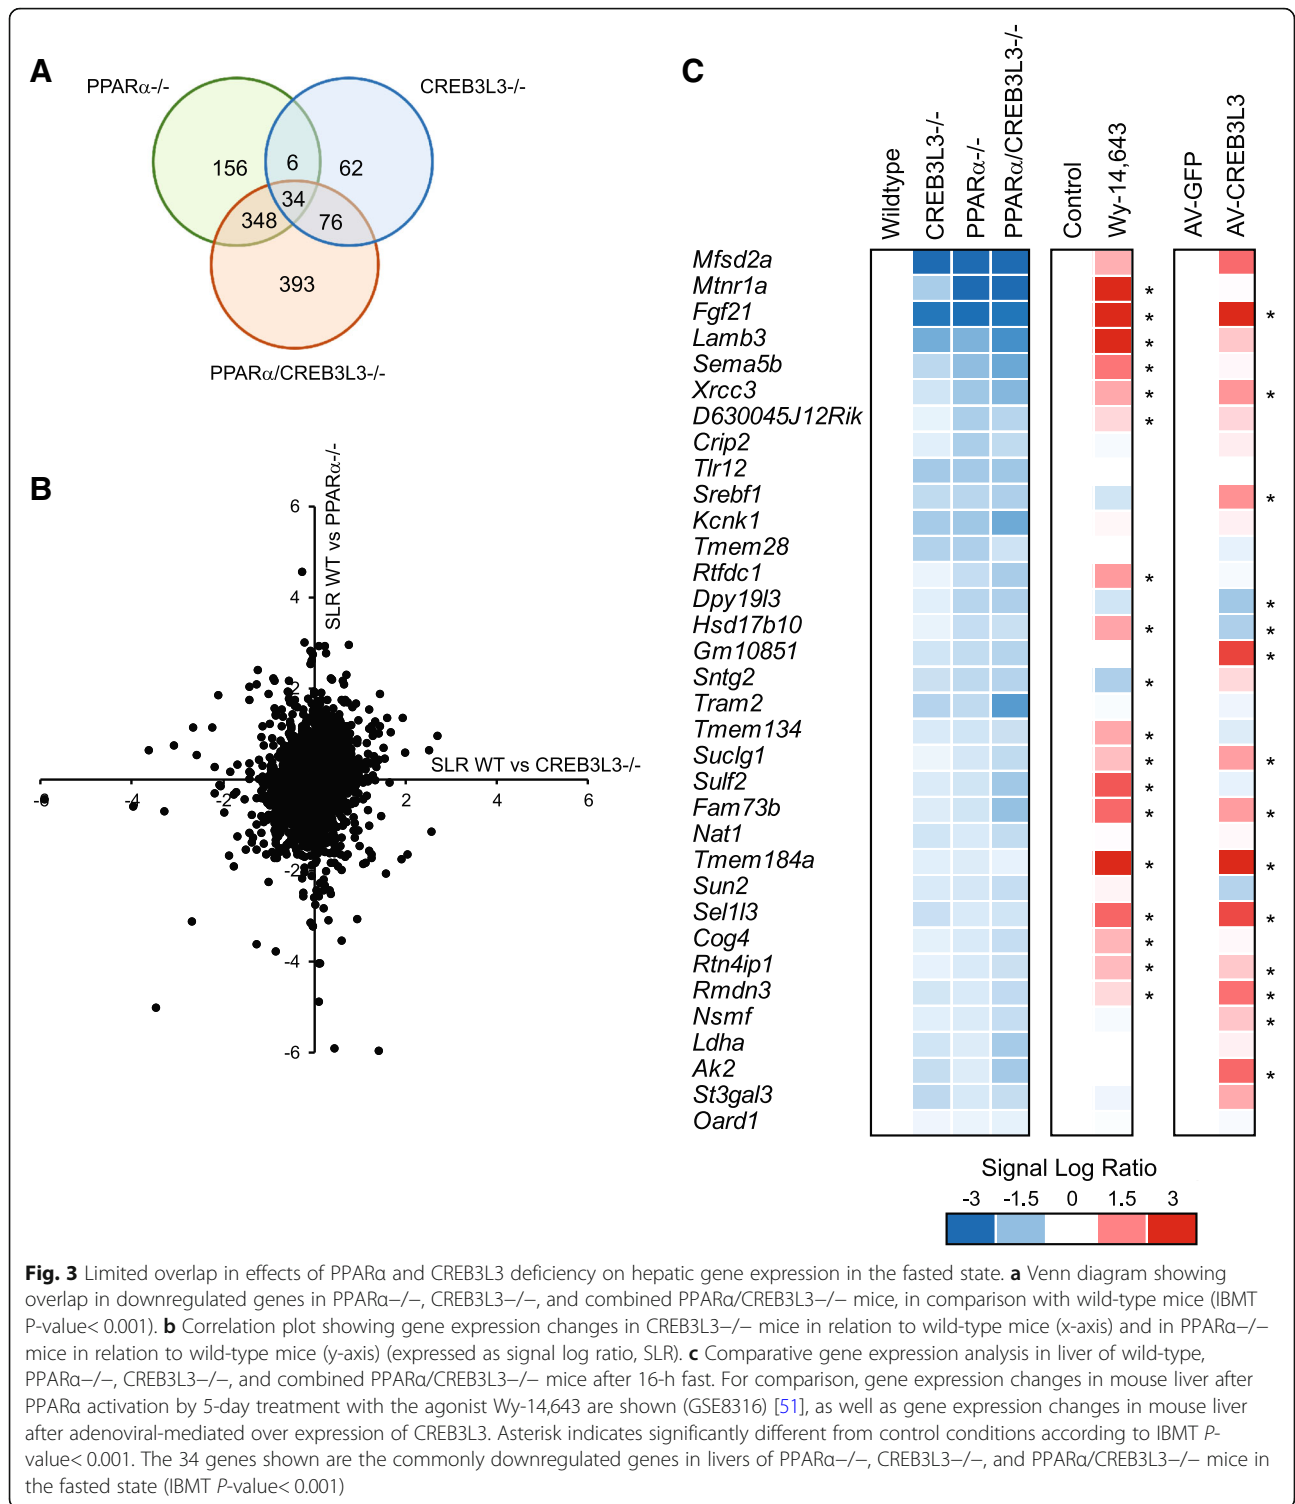 A
PPARα-/-
CREB3L3-/-
156
6
62
34
348
76
393
PPARα/CREB3L3-/-
B
SLR WT vs PPARα-/-
6
4
2
SLR WT vs CREB3L3-/-
-6
-4
-2
2
4
6
-2
-4
-6
C
Wildtype
CREB3L3-/-
PPARα-/-
PPARα/CREB3L3-/-
Control
Wy-14,643
AV-GFP
AV-CREB3L3
Mfsd2a
Mtnr1a *
Fgf21 * *
Lamb3 *
Sema5b *
Xrcc3 * *
D630045J12Rik *
Crip2
Tlr12
Srebf1 *
Kcnk1
Tmem28
Rtfdc1 *
Dpy19l3 *
Hsd17b10 * *
Gm10851 *
Sntg2 *
Tram2
Tmem134 *
Suclg1 * *
Sulf2 *
Fam73b * *
Nat1
Tmem184a * *
Sun2
Sel1l3 * *
Cog4 *
Rtn4ip1 * *
Rmdn3 * *
Nsmf *
Ldha
Ak2 *
St3gal3
Oard1
Signal Log Ratio
-3 -1.5 0 1.5 3
Fig. 3 Limited overlap in effects of PPARα and CREB3L3 deficiency on hepatic gene expression in the fasted state. a Venn diagram showing
overlap in downregulated genes in PPARα−/−, CREB3L3−/−, and combined PPARα/CREB3L3−/− mice, in comparison with wild-type mice (IBMT
P-value< 0.001). b Correlation plot showing gene expression changes in CREB3L3−/− mice in relation to wild-type mice (x-axis) and in PPARα−/−
mice in relation to wild-type mice (y-axis) (expressed as signal log ratio, SLR). c Comparative gene expression analysis in liver of wild-type,
PPARα−/−, CREB3L3−/−, and combined PPARα/CREB3L3−/− mice after 16-h fast. For comparison, gene expression changes in mouse liver after
PPARα activation by 5-day treatment with the agonist Wy-14,643 are shown (GSE8316) [51], as well as gene expression changes in mouse liver
after adenoviral-mediated over expression of CREB3L3. Asterisk indicates significantly different from control conditions according to IBMT P-
value< 0.001. The 34 genes shown are the commonly downregulated genes in livers of PPARα−/−, CREB3L3−/−, and PPARα/CREB3L3−/− mice in
the fasted state (IBMT P-value< 0.001)